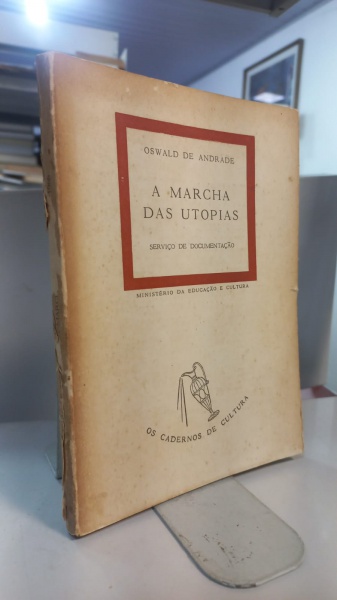 OSWALD DE ANDRADE
A MARCHA
DAS UTOPIAS
SERVIÇO DE DOCUMENTAÇÃO
MINISTÉRIO DA EDUCAÇÃO E CULTURA
OS CADERNOS DE CULTURA